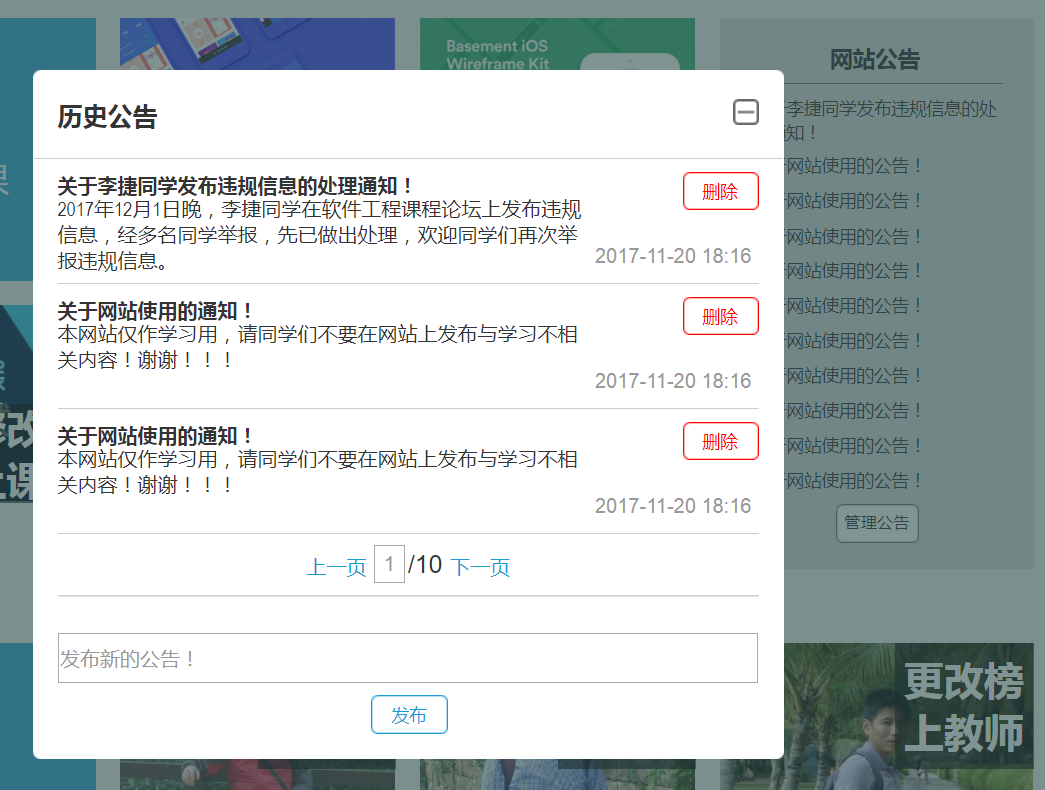 Basement iOS
Wireframe Kit
网站公告
历史公告
李捷同学发布违规信息的处
知！
网站使用的公告！
网站使用的公告！
网站使用的公告！
网站使用的公告！
网站使用的公告！
网站使用的公告！
网站使用的公告！
网站使用的公告！
网站使用的公告！
网站使用的公告！
管理公告
关于李捷同学发布违规信息的处理通知！
删除
2017年12月1日晚，李捷同学在软件工程课程论坛上发布违规
信息，经多名同学举报，先已做出处理，欢迎同学们再次举
报违规信息。
2017-11-20 18:16
关于网站使用的通知！
删除
本网站仅作学习用，请同学们不要在网站上发布与学习不相
关内容！谢谢！！！
2017-11-20 18:16
关于网站使用的通知！
删除
本网站仅作学习用，请同学们不要在网站上发布与学习不相
关内容！谢谢！！！
2017-11-20 18:16
上一页 1 /10 下一页
发布新的公告！
发布
改
课
更改榜
上教师